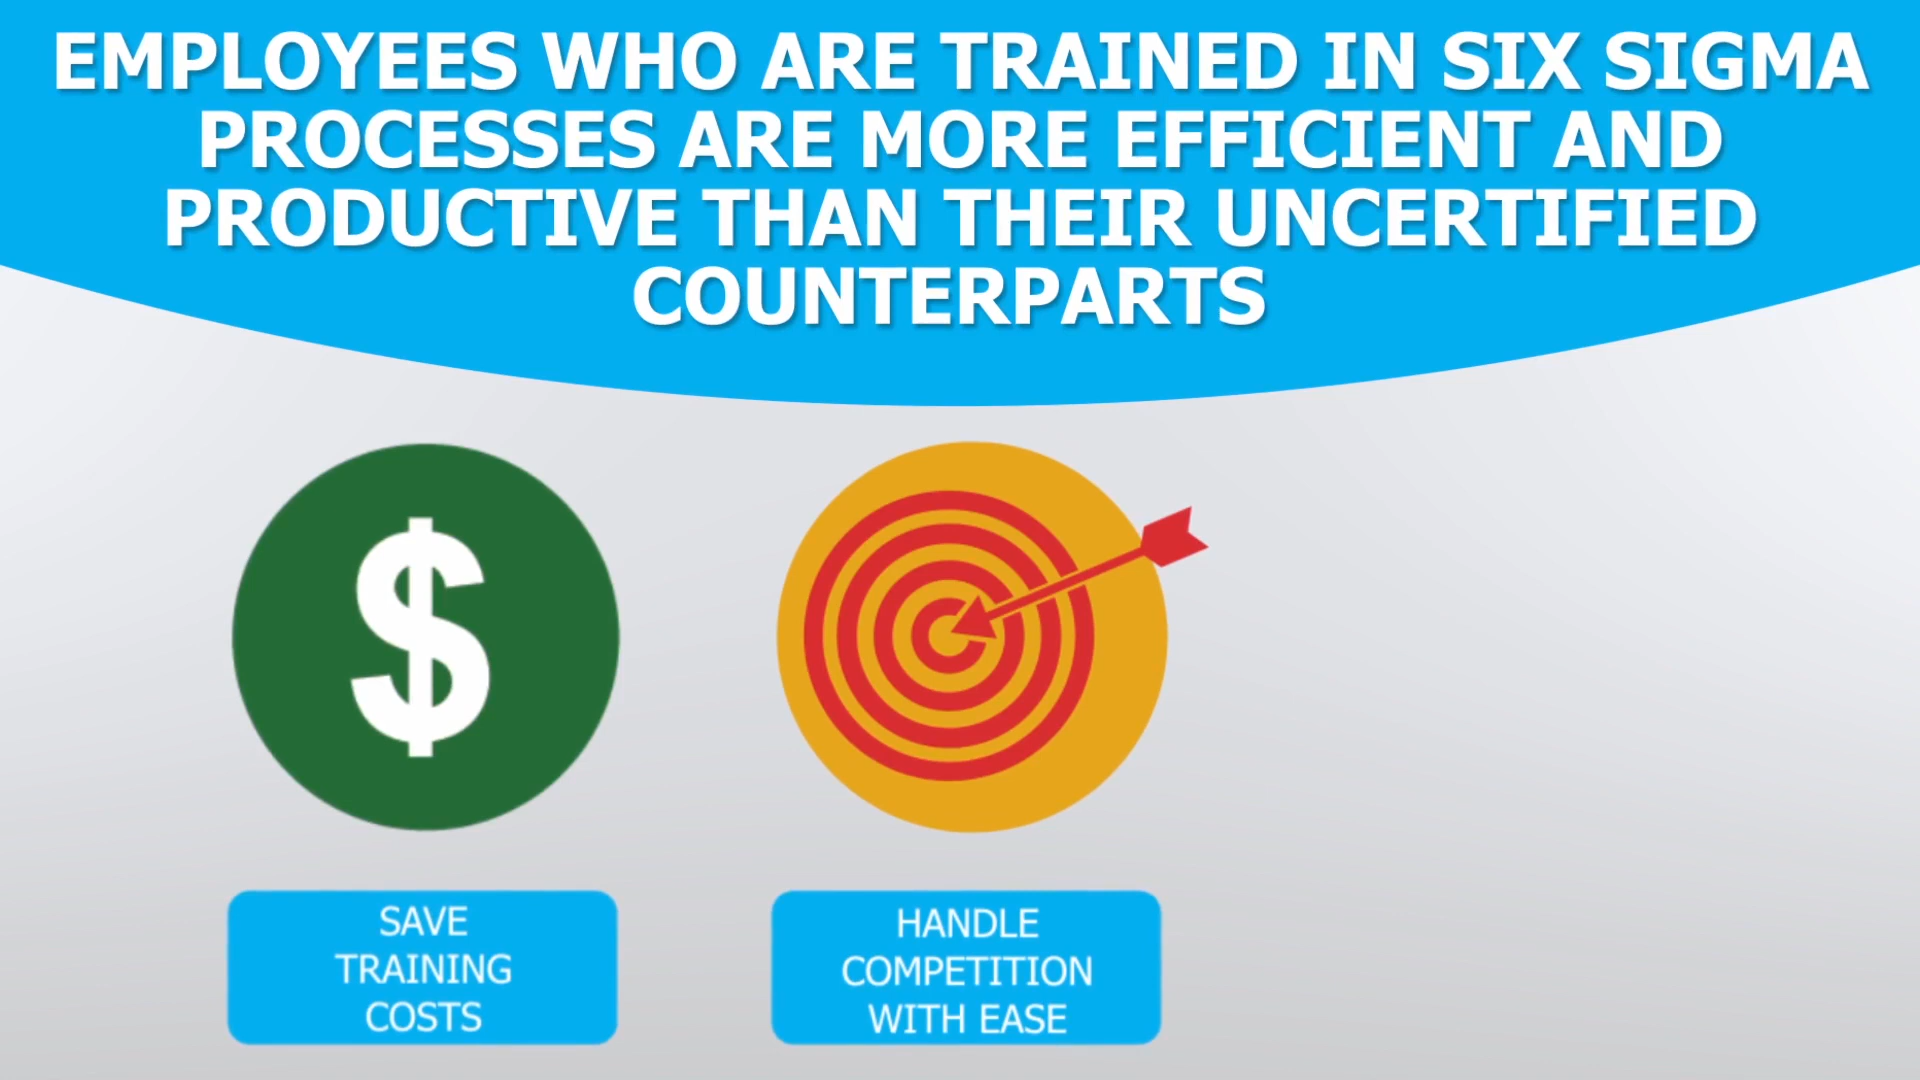 EMPLOYEES WHO ARE TRAINED IN SIX SIGMA
PROCESSES ARE MORE EFFICIENT AND
PRODUCTIVE THAN THEIR UNCERTIFIED
COUNTERPARTS
$
SAVE
TRAINING
COSTS
HANDLE
COMPETITION
WITH EASE